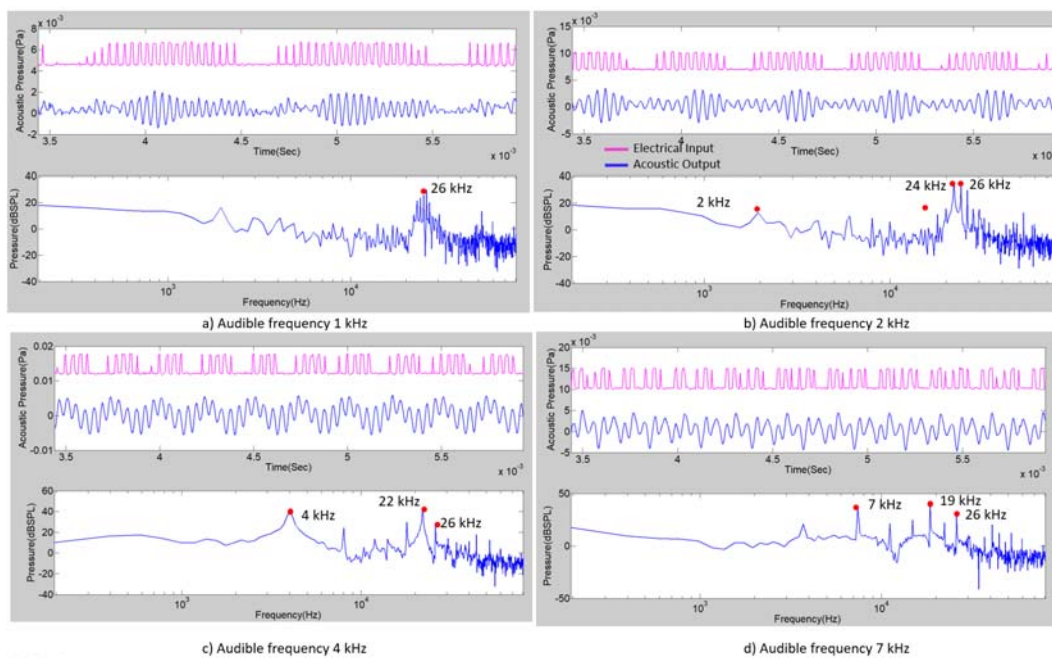 x 10⁻³
8
6
4
2
0
-2
Acoustic Pressure(Pa)
3.5 4 4.5 5 5.5
Time(Sec)
x 10⁻³
40
20
0
-20
-40
Pressure(dBSPL)
26 kHz
10³ 10⁴
Frequency(Hz)
a) Audible frequency 1 kHz
x 10⁻³
15
10
5
0
-5
Acoustic Pressure(Pa)
3.5 4 4.5 5 5.5
Time(Sec)
Electrical Input
Acoustic Output
40
20
0
-20
-40
Pressure(dBSPL)
2 kHz
24 kHz 26 kHz
10³ 10⁴
Frequency(Hz)
b) Audible frequency 2 kHz
0.02
0.01
0
-0.01
Acoustic Pressure(Pa)
3.5 4 4.5 5 5.5
Time(Sec)
x 10⁻³
60
40
20
0
-20
-40
Pressure(dBSPL)
4 kHz
22 kHz
26 kHz
10³ 10⁴
Frequency(Hz)
c) Audible frequency 4 kHz
x 10⁻³
20
15
10
5
0
-5
Acoustic Pressure(Pa)
3.5 4 4.5 5 5.5
Time(Sec)
x 10⁻³
50
0
-50
Pressure(dBSPL)
7 kHz
19 kHz
26 kHz
10³ 10⁴
Frequency(Hz)
d) Audible frequency 7 kHz